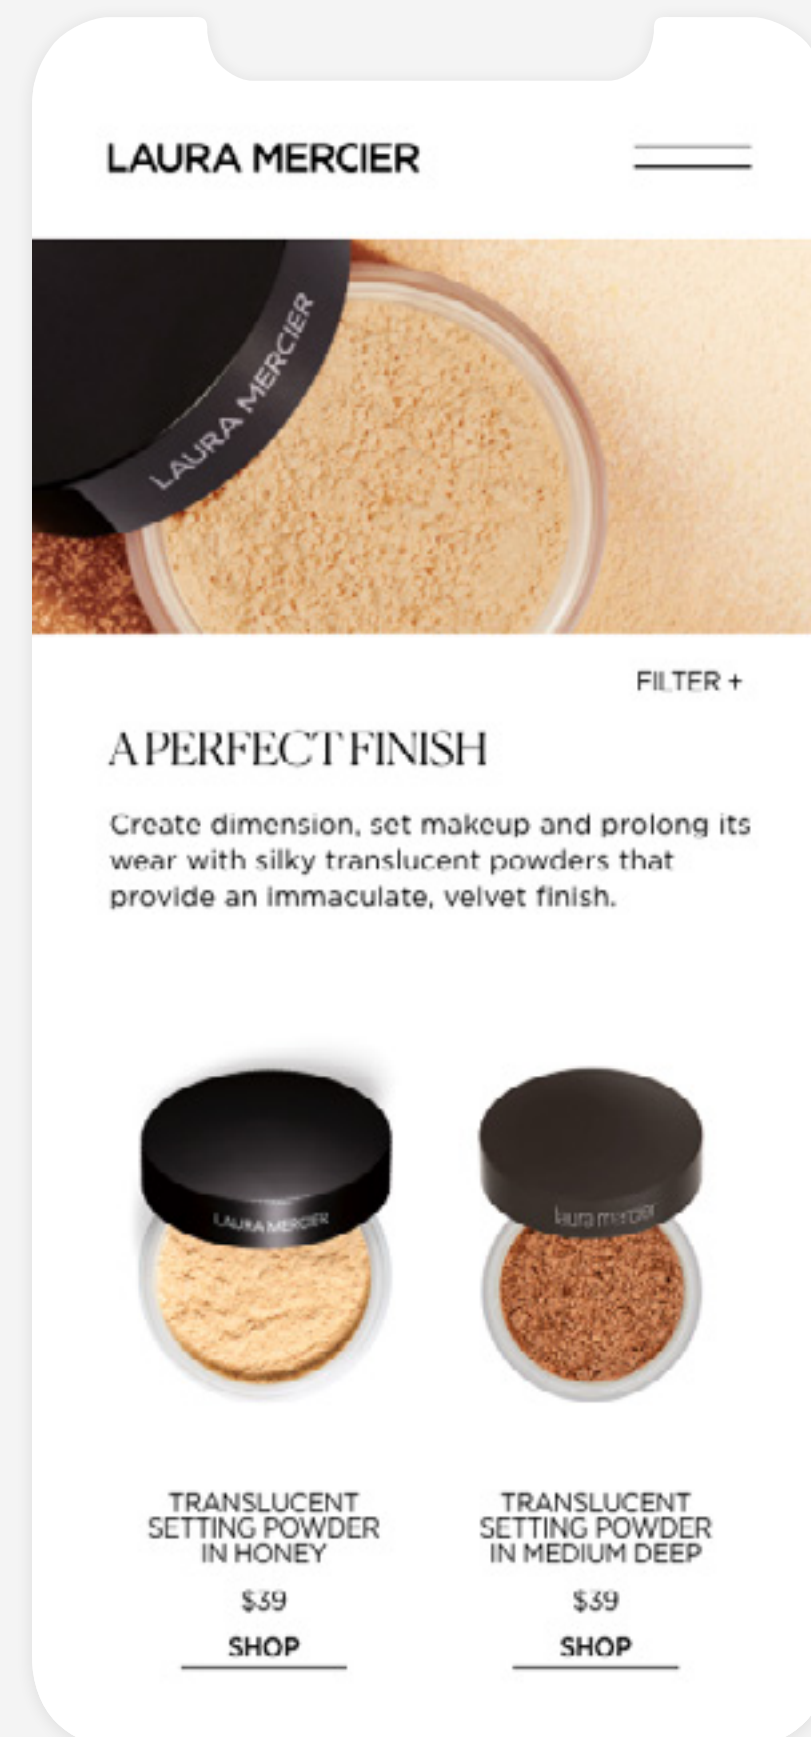 LAURA MERCIER
LAURA MERCIER
FILTER +
A PERFECT FINISH
Create dimension, set makeup and prolong its
wear with silky translucent powders that
provide an immaculate, velvet finish.
LAURA MERCIER
laura mercier
TRANSLUCENT
SETTING POWDER
IN HONEY
$39
SHOP
TRANSLUCENT
SETTING POWDER
IN MEDIUM DEEP
$39
SHOP